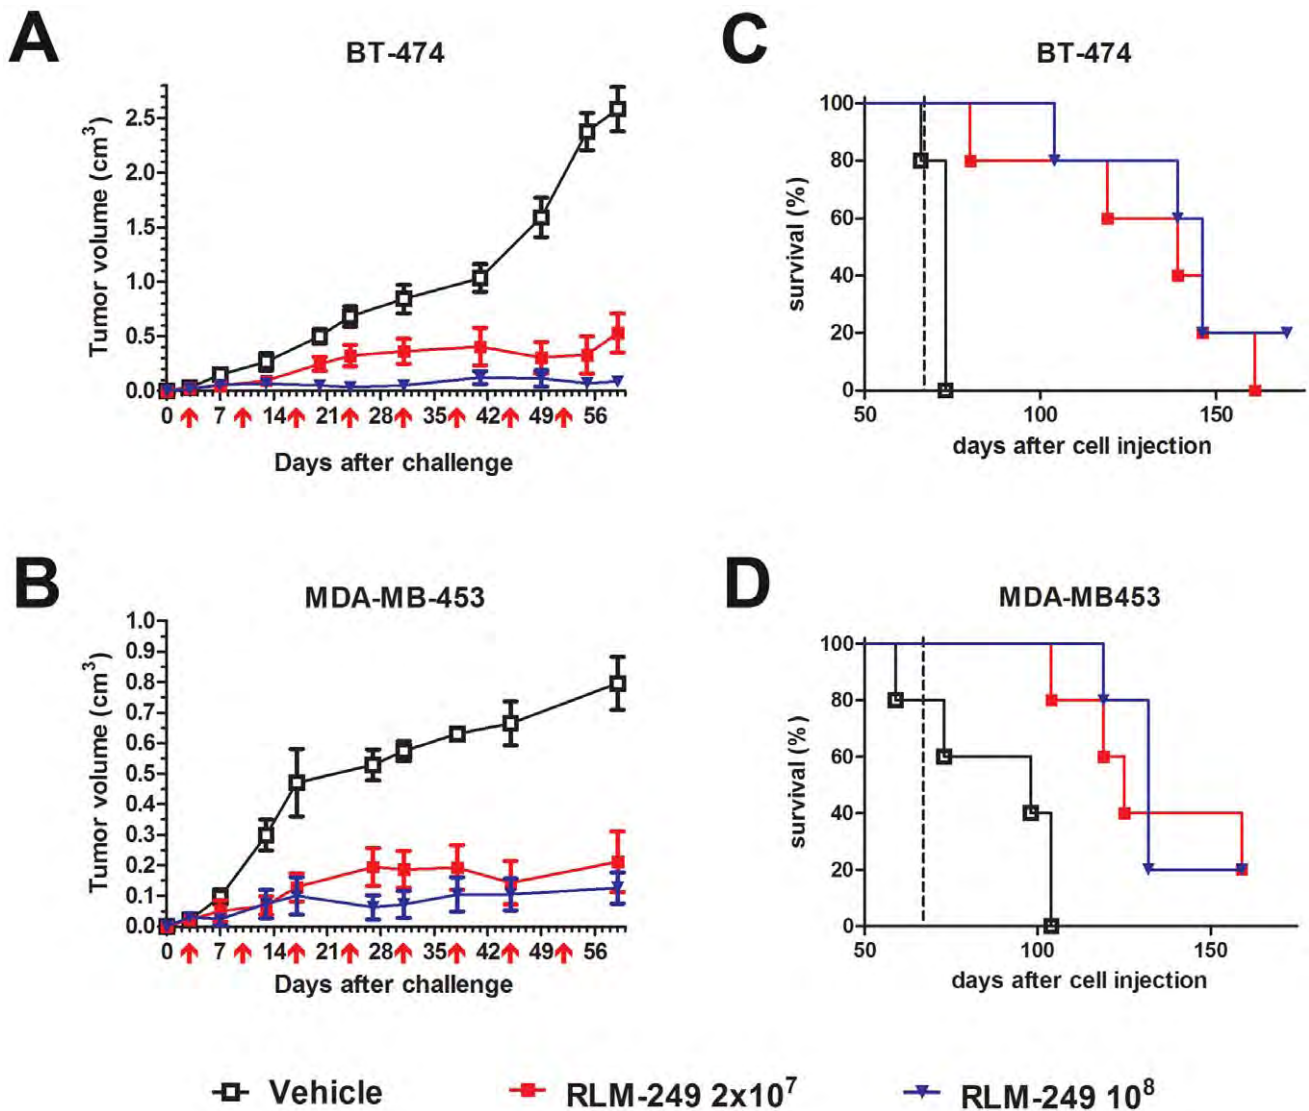 A
BT-474
Tumor volume (cm³)
2.5
2.0
1.5
1.0
0.5
0.0
0 7 14 21 28 35 42 49 56
Days after challenge
C
BT-474
survival (%)
100
80
60
40
20
0
50 100 150
days after cell injection
B
MDA-MB-453
Tumor volume (cm³)
1.0
0.9
0.8
0.7
0.6
0.5
0.4
0.3
0.2
0.1
0.0
0 7 14 21 28 35 42 49 56
Days after challenge
D
MDA-MB453
survival (%)
100
80
60
40
20
0
50 100 150
days after cell injection
Vehicle RLM-249 2x10⁷ RLM-249 10⁸